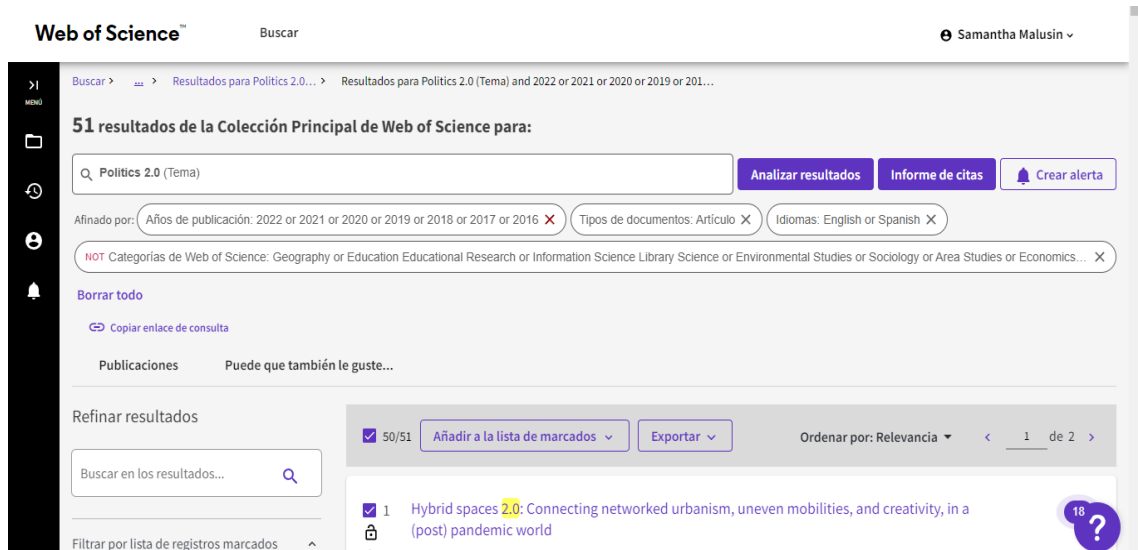 Web of Science™ Buscar Samantha Malusin
MENÚ
Buscar > ... > Resultados para Politics 2.0... > Resultados para Politics 2.0 (Tema) and 2022 or 2021 or 2020 or 2019 or 201...
51 resultados de la Colección Principal de Web of Science para:
Politics 2.0 (Tema) Analizar resultados Informe de citas Crear alerta
Afinado por: Años de publicación: 2022 or 2021 or 2020 or 2019 or 2018 or 2017 or 2016 Tipos de documentos: Artículo Idiomas: English or Spanish
NOT Categorías de Web of Science: Geography or Education Educational Research or Information Science Library Science or Environmental Studies or Sociology or Area Studies or Economics...
Borrar todo
Copiar enlace de consulta
Publicaciones Puede que también le guste...
Refinar resultados
50/51 Añadir a la lista de marcados Exportar Ordenar por: Relevancia < 1 de 2 >
Buscar en los resultados...
1 Hybrid spaces 2.0: Connecting networked urbanism, uneven mobilities, and creativity, in a
(post) pandemic world
18 ?
Filtrar por lista de registros marcados